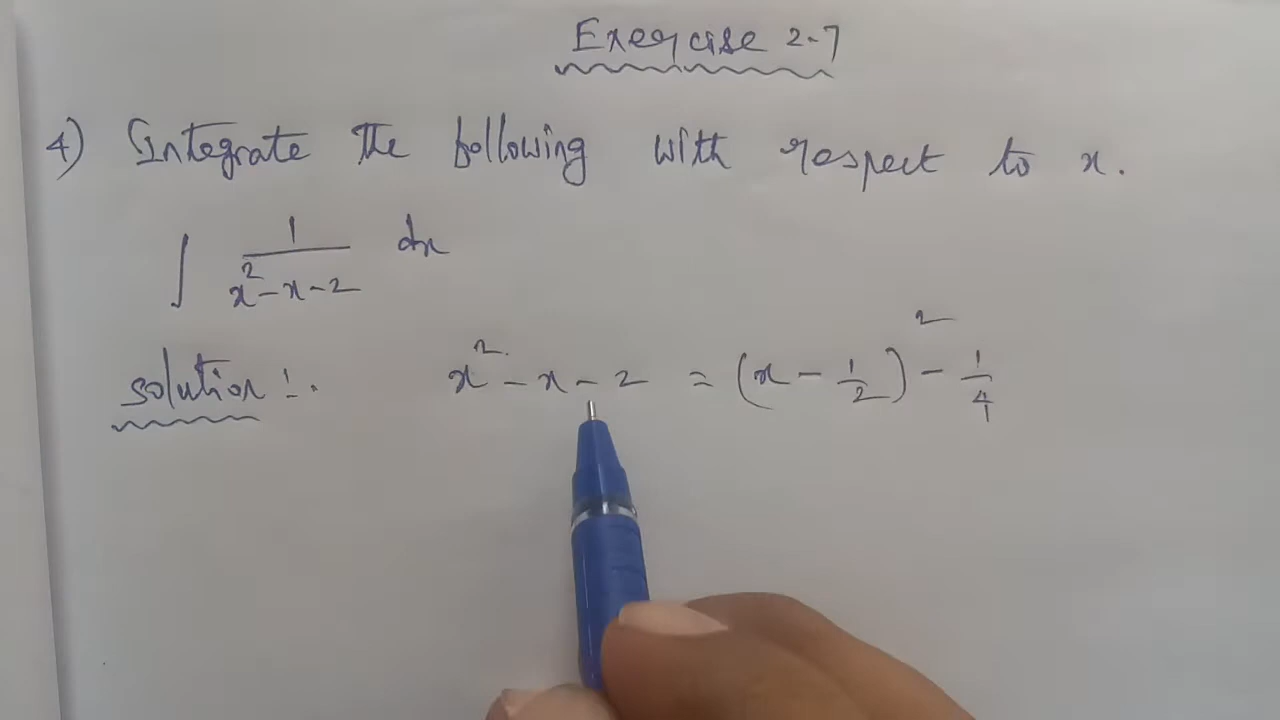 Exercise 2.7
4) Integrate the following with respect to x.
∫ 1/(x²-x-2) dx
Solution:
x² - x - 2 = (x - 1/2)² - 1/4